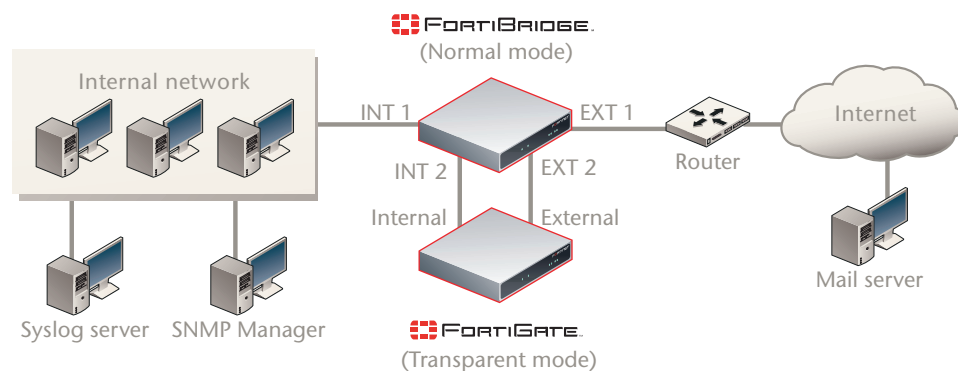 FORTIBRIDGE
(Normal mode)
Internal network
INT 1
EXT 1
Internet
Router
INT 2
EXT 2
Internal
External
Mail server
Syslog server
SNMP Manager
FORTIGATE
(Transparent mode)